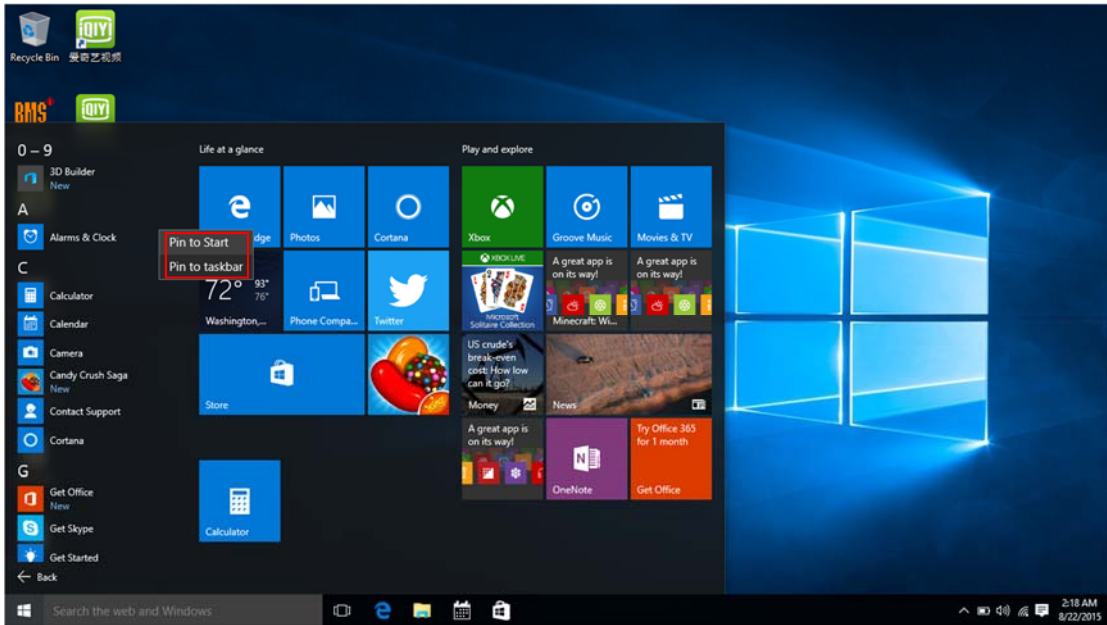 Recycle Bin
爱奇艺视频
iQIYI
BMS
iQIYI
0 – 9
3D Builder
New
A
Alarms & Clock
C
Calculator
Calendar
Camera
Candy Crush Saga
New
Contact Support
Cortana
G
Get Office
New
Get Skype
Get Started
Back
Pin to Start
Pin to taskbar
Life at a glance
dge
Photos
Cortana
72° 93°
76°
Washington,...
Phone Compa...
Twitter
Store
Calculator
Play and explore
Xbox
Groove Music
Movies & TV
XBOX LIVE
Microsoft
Solitaire Collection
A great app is
on its way!
Minecraft: Wi...
A great app is
on its way!
US crude's
break-even
cost: How low
can it go?
Money
News
A great app is
on its way!
OneNote
Try Office 365
for 1 month
Get Office
Search the web and Windows
2:18 AM
8/22/2015